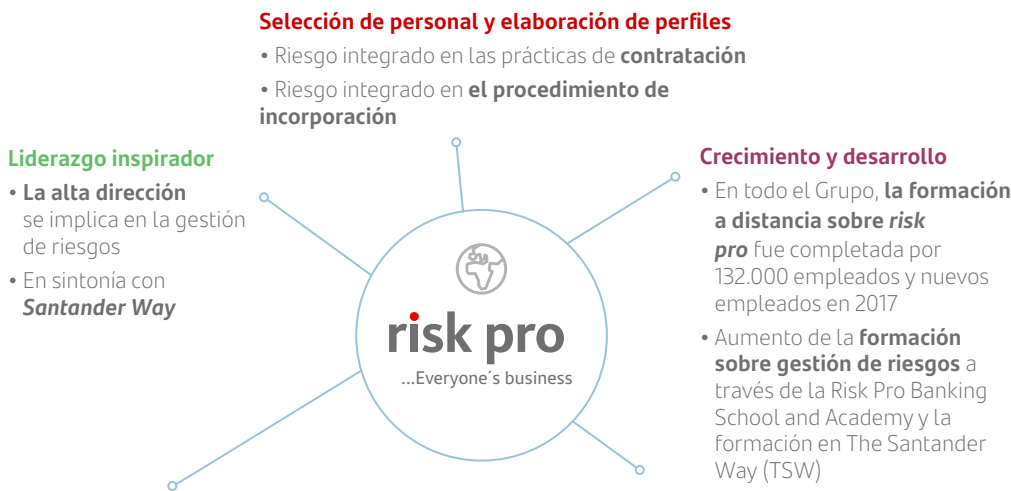 Selección de personal y elaboración de perfiles
• Riesgo integrado en las prácticas de contratación
• Riesgo integrado en el procedimiento de
incorporación
Liderazgo inspirador
• La alta dirección
se implica en la gestión
de riesgos
• En sintonía con
Santander Way
Crecimiento y desarrollo
• En todo el Grupo, la formación
a distancia sobre risk
pro fue completada por
132.000 empleados y nuevos
empleados en 2017
• Aumento de la formación
sobre gestión de riesgos a
través de la Risk Pro Banking
School and Academy y la
formación en The Santander
Way (TSW)
risk pro
...Everyone´s business